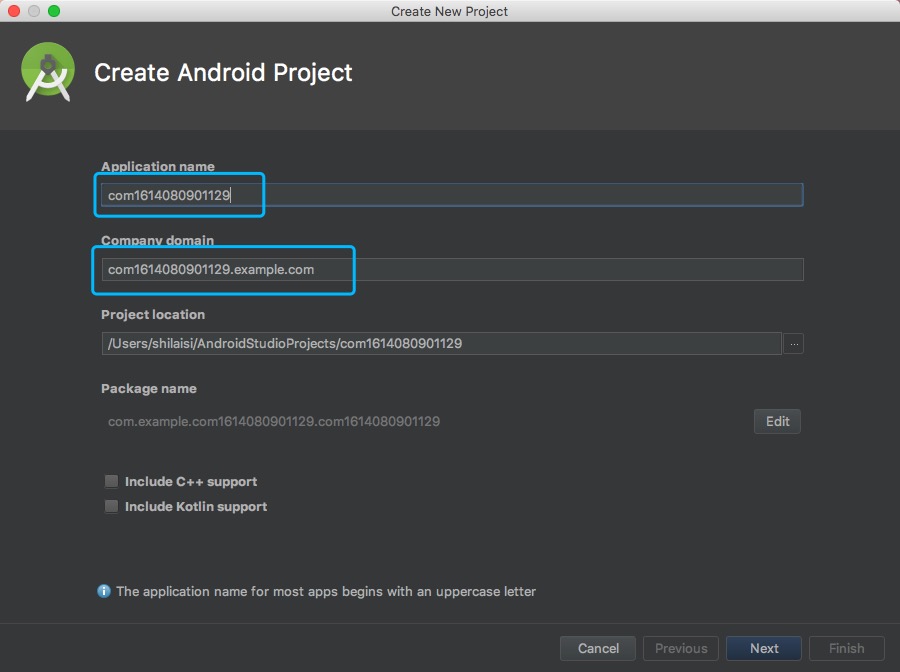 Create New Project
Create Android Project
Application name
com1614080901129
Company domain
com1614080901129.example.com
Project location
/Users/shilaisi/AndroidStudioProjects/com1614080901129
...
Package name
com.example.com1614080901129.com1614080901129
Edit
Include C++ support
Include Kotlin support
The application name for most apps begins with an uppercase letter
Cancel Previous Next Finish